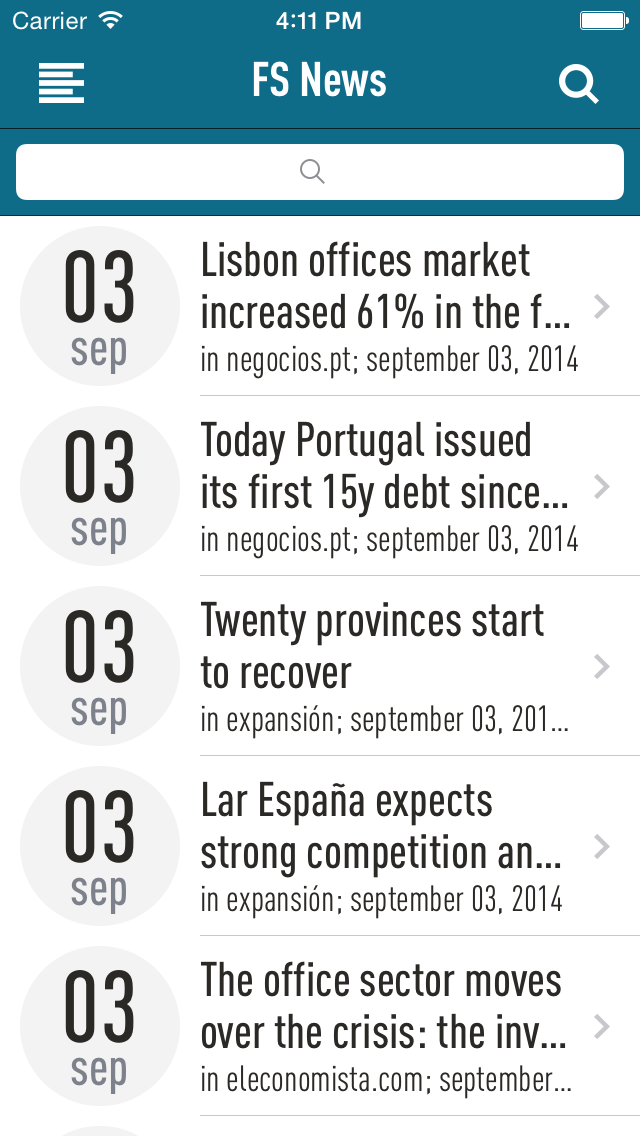 Carrier 4:11 PM
FS News
03
sep
Lisbon offices market
increased 61% in the f...
in negocios.pt; september 03, 2014
03
sep
Today Portugal issued
its first 15y debt since...
in negocios.pt; september 03, 2014
03
sep
Twenty provinces start
to recover
in expansión; september 03, 201...
03
sep
Lar España expects
strong competition an...
in expansión; september 03, 2014
03
sep
The office sector moves
over the crisis: the inv...
in eleconomista.com; september...